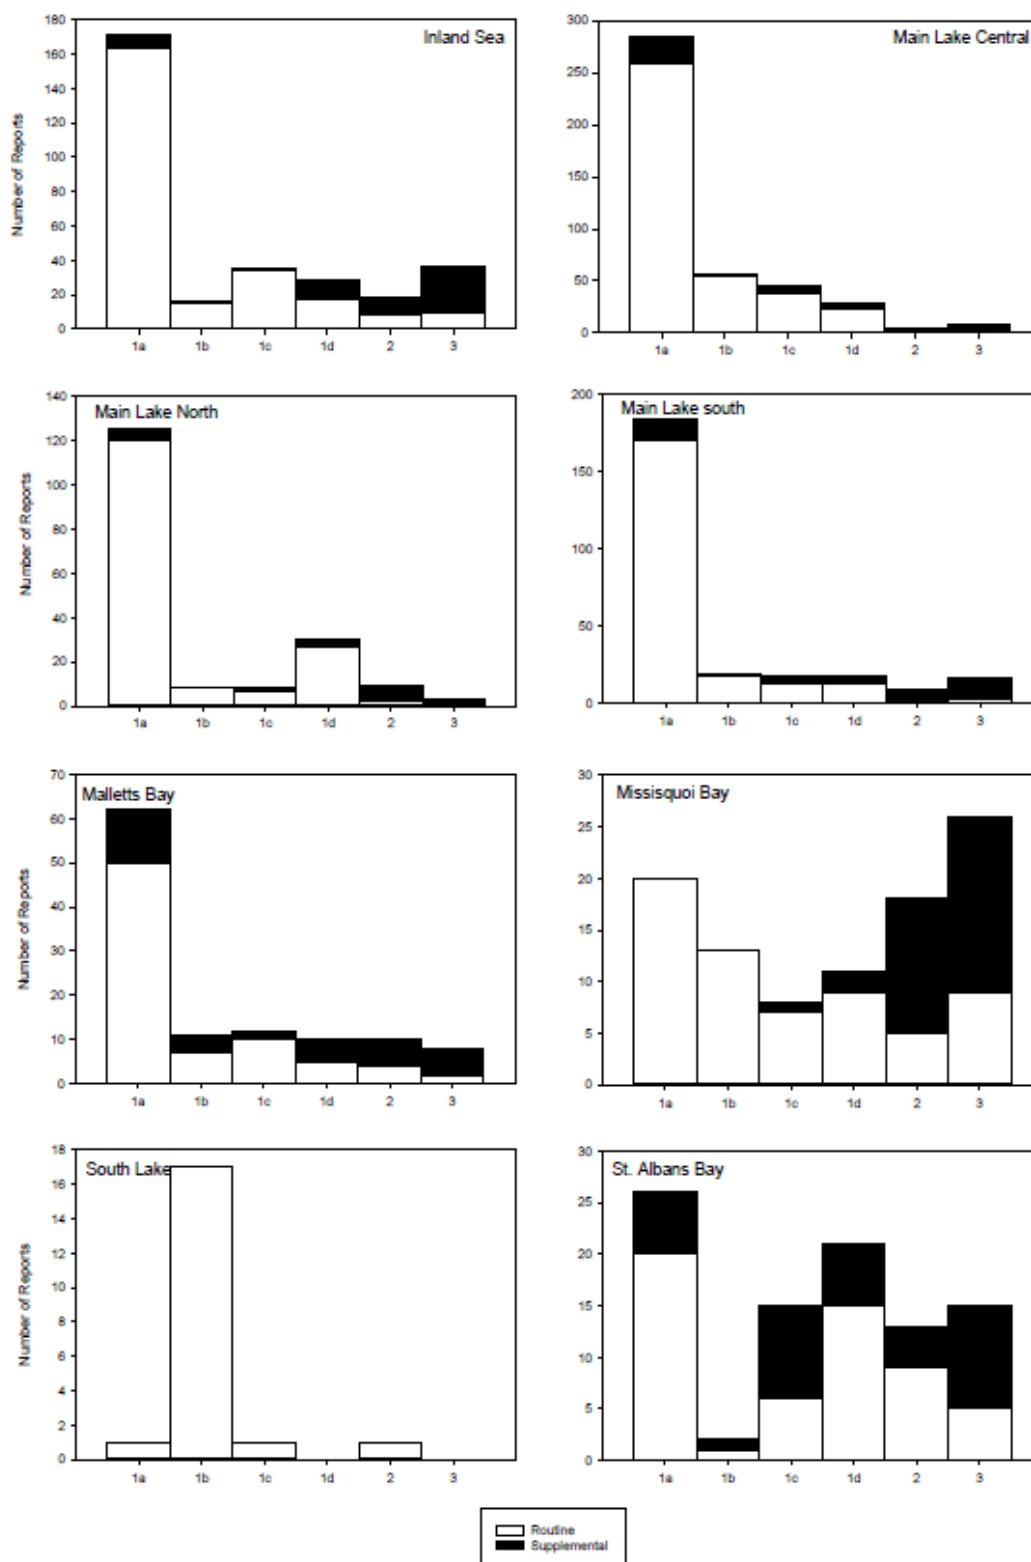 Inland Sea
Number of Reports
180
160
140
120
100
80
60
40
20
0
1a 1b 1c 1d 2 3
Main Lake Central
300
250
200
150
100
50
0
1a 1b 1c 1d 2 3
Main Lake North
Number of Reports
140
120
100
80
60
40
20
0
1a 1b 1c 1d 2 3
Main Lake south
200
150
100
50
0
1a 1b 1c 1d 2 3
Malletts Bay
Number of Reports
70
60
50
40
30
20
10
0
1a 1b 1c 1d 2 3
Missisquoi Bay
30
25
20
15
10
5
0
1a 1b 1c 1d 2 3
South Lake
Number of Reports
18
16
14
12
10
8
6
4
2
0
1a 1b 1c 1d 2 3
St. Albans Bay
30
25
20
15
10
5
0
1a 1b 1c 1d 2 3
Routine
Supplemental